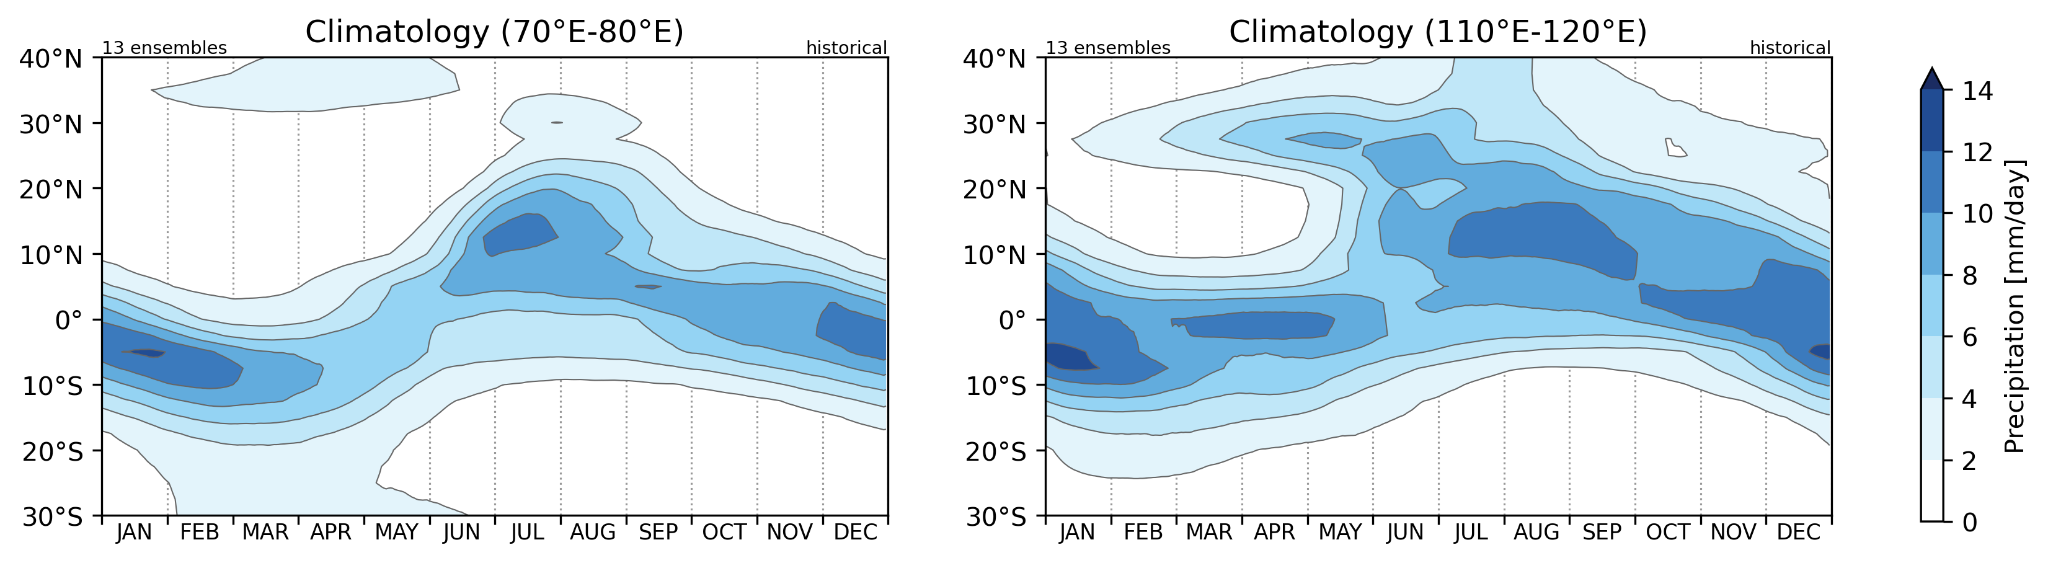 Climatology (70°E-80°E)
13 ensembles
historical
40°N
30°N
20°N
10°N
0°
10°S
20°S
30°S
JAN FEB MAR APR MAY JUN JUL AUG SEP OCT NOV DEC
Climatology (110°E-120°E)
13 ensembles
historical
40°N
30°N
20°N
10°N
0°
10°S
20°S
30°S
JAN FEB MAR APR MAY JUN JUL AUG SEP OCT NOV DEC
14
12
10
8
6
4
2
0
Precipitation [mm/day]